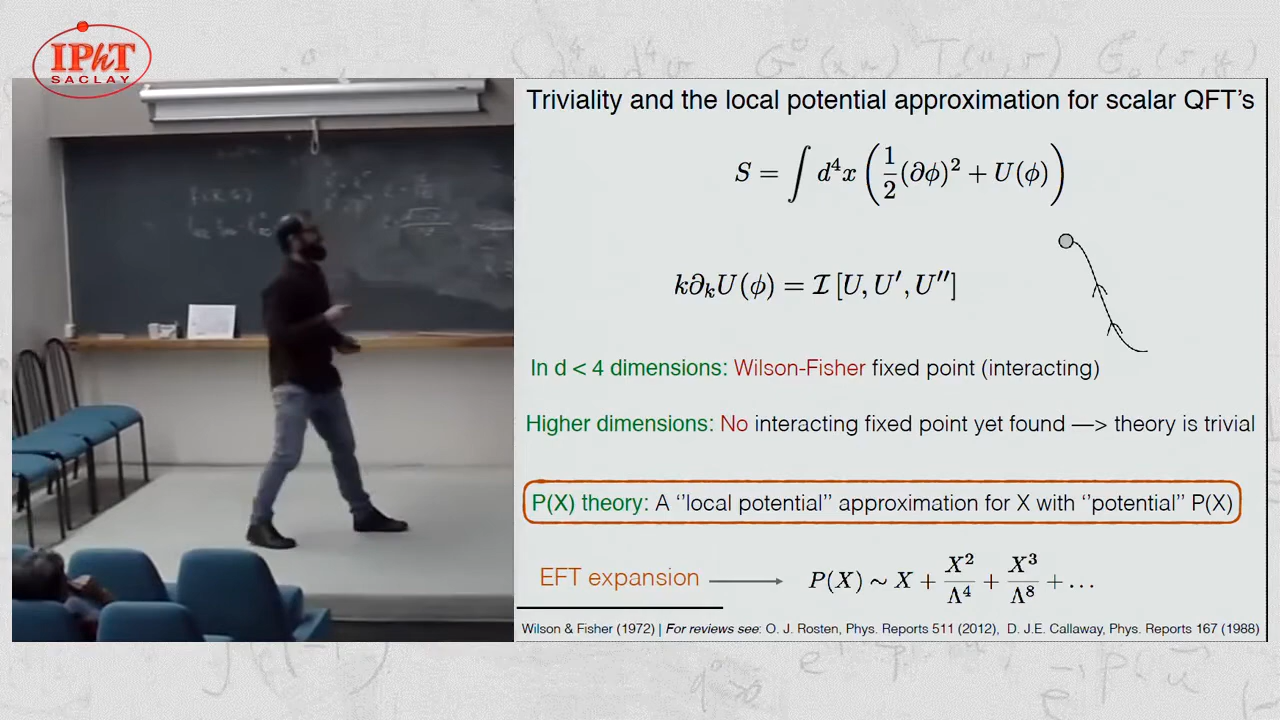 IPhT
SACLAY
Triviality and the local potential approximation for scalar QFT's
S = ∫ d⁴x ( 1/2 (∂ϕ)² + U(ϕ) )
k∂ₖU(ϕ) = 𝓘 [U, U′, U″]
In d < 4 dimensions: Wilson-Fisher fixed point (interacting)
Higher dimensions: No interacting fixed point yet found —> theory is trivial
P(X) theory: A ‘‘local potential’’ approximation for X with ‘‘potential’’ P(X)
EFT expansion P(X) ~ X + X²/Λ⁴ + X³/Λ⁸ + ...
Wilson & Fisher (1972) | For reviews see: O. J. Rosten, Phys. Reports 511 (2012), D. J.E. Callaway, Phys. Reports 167 (1988)